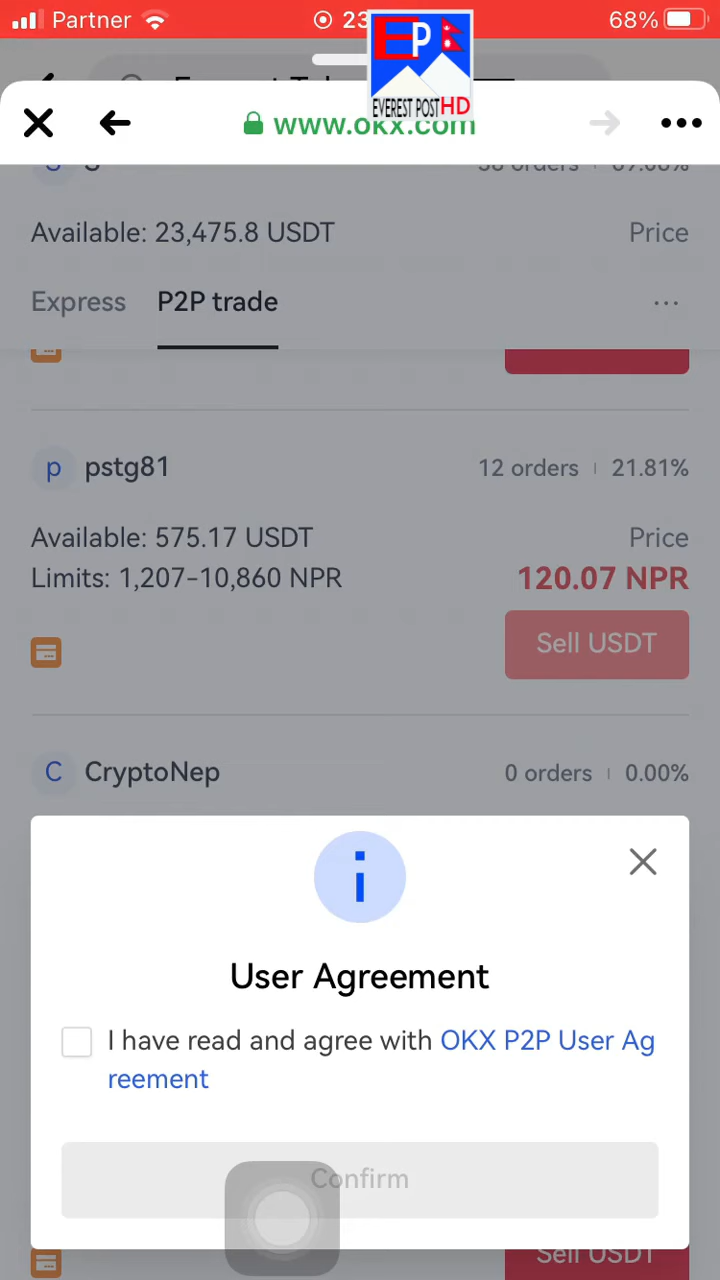 Partner
23
68%
EP
EVEREST POST HD
www.okx.com
Available: 23,475.8 USDT
Price
Express
P2P trade
...
p
pstg81
12 orders
21.81%
Available: 575.17 USDT
Price
Limits: 1,207-10,860 NPR
120.07 NPR
Sell USDT
C
CryptoNep
0 orders
0.00%
i
User Agreement
I have read and agree with OKX P2P User Ag
reement
Confirm
Sell USDT